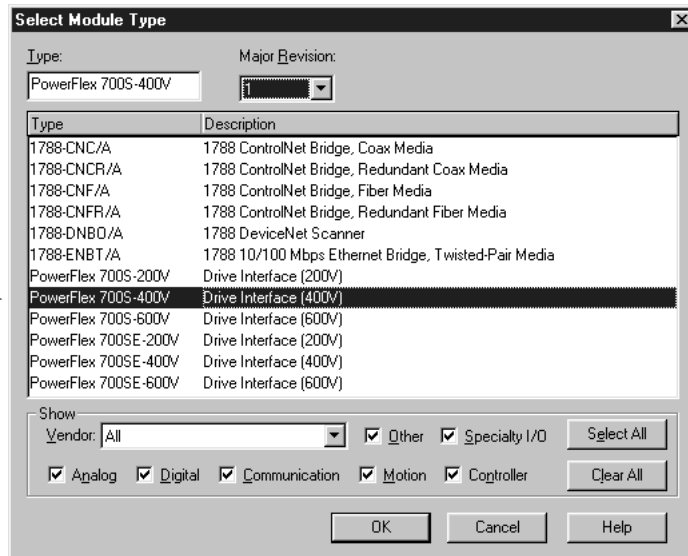 Select Module Type
Type: Major Revision:
PowerFlex 700S-400V 1
Type Description
1788-CNC/A 1788 ControlNet Bridge, Coax Media
1788-CNCR/A 1788 ControlNet Bridge, Redundant Coax Media
1788-CNF/A 1788 ControlNet Bridge, Fiber Media
1788-CNFR/A 1788 ControlNet Bridge, Redundant Fiber Media
1788-DNBO/A 1788 DeviceNet Scanner
1788-ENBT/A 1788 10/100 Mbps Ethernet Bridge, Twisted-Pair Media
PowerFlex 700S-200V Drive Interface (200V)
PowerFlex 700S-400V Drive Interface (400V)
PowerFlex 700S-600V Drive Interface (600V)
PowerFlex 700SE-200V Drive Interface (200V)
PowerFlex 700SE-400V Drive Interface (400V)
PowerFlex 700SE-600V Drive Interface (600V)
Show
Vendor: All Other Specialty I/O Select All
Analog Digital Communication Motion Controller Clear All
OK Cancel Help